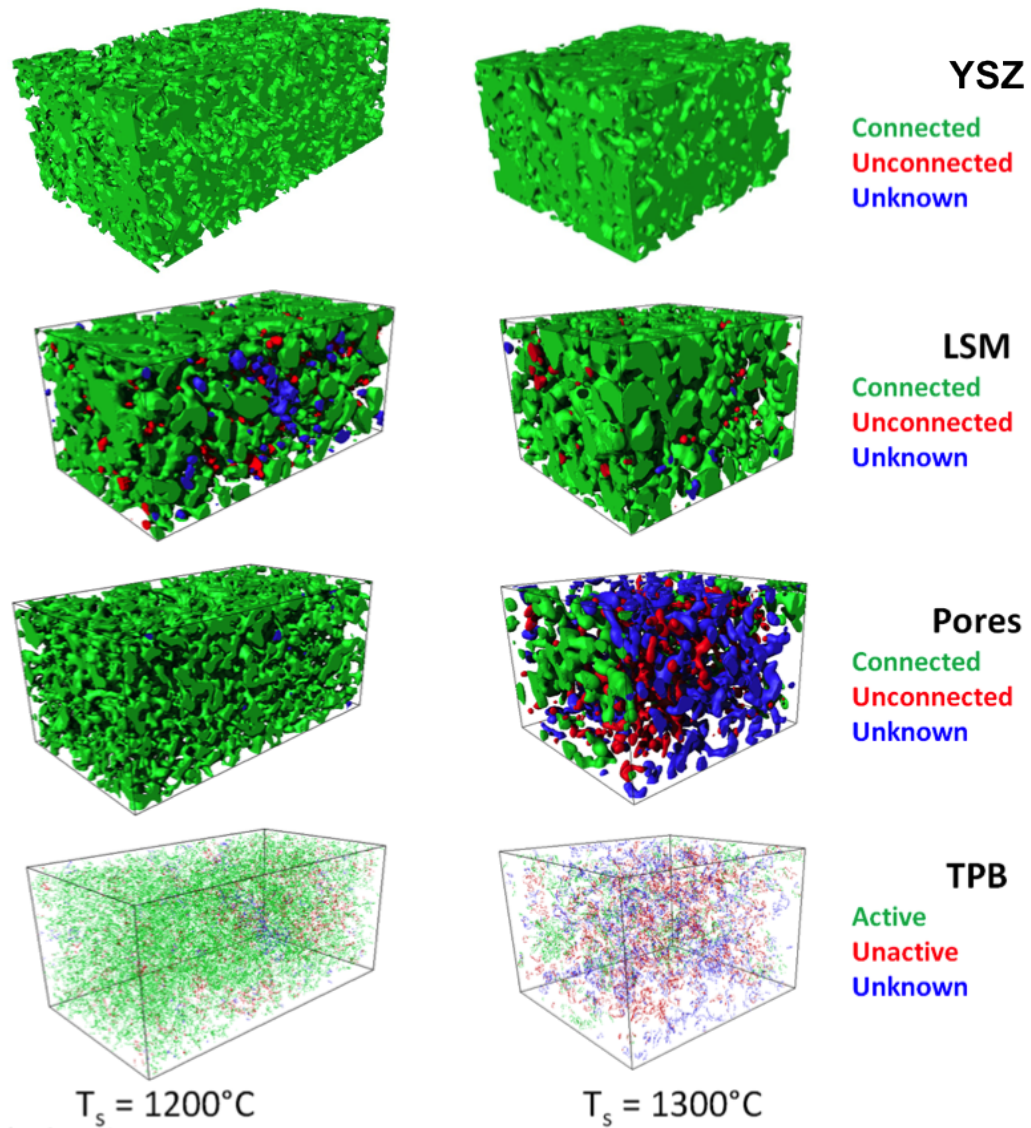 YSZ
Connected
Unconnected
Unknown
LSM
Connected
Unconnected
Unknown
Pores
Connected
Unconnected
Unknown
TPB
Active
Unactive
Unknown
Ts = 1200°C
Ts = 1300°C